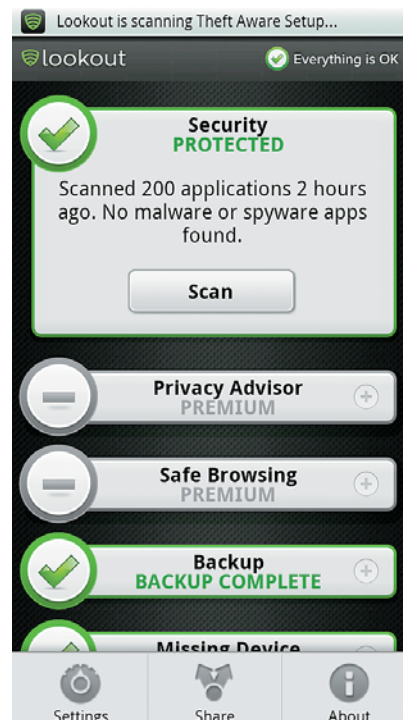 Lookout is scanning Theft Aware Setup...
lookout
Everything is OK
Security
PROTECTED
Scanned 200 applications 2 hours
ago. No malware or spyware apps
found.
Scan
Privacy Advisor
PREMIUM
Safe Browsing
PREMIUM
Backup
BACKUP COMPLETE
Missing Device
Settings
Share
About